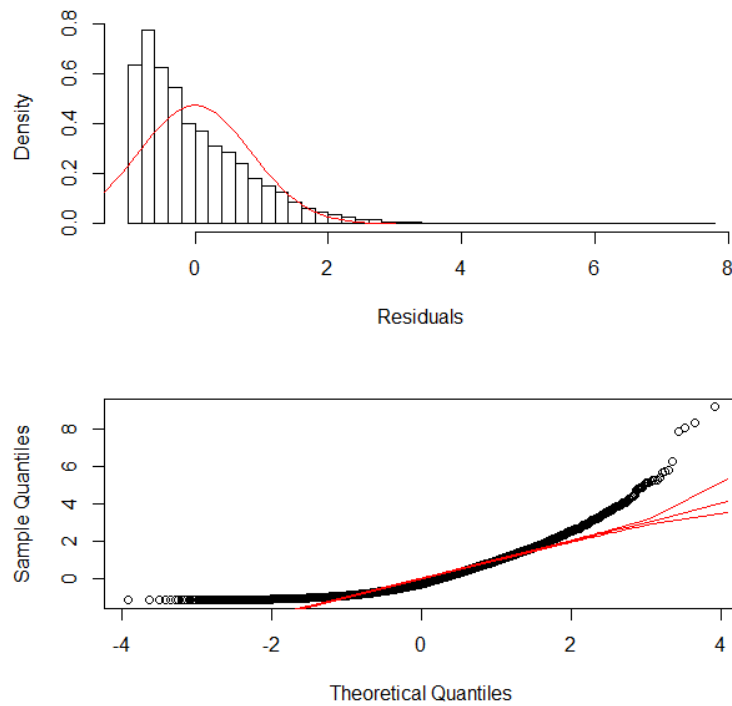 Density
0.0 0.2 0.4 0.6 0.8
0 2 4 6 8
Residuals
Sample Quantiles
0 2 4 6 8
-4 -2 0 2 4
Theoretical Quantiles